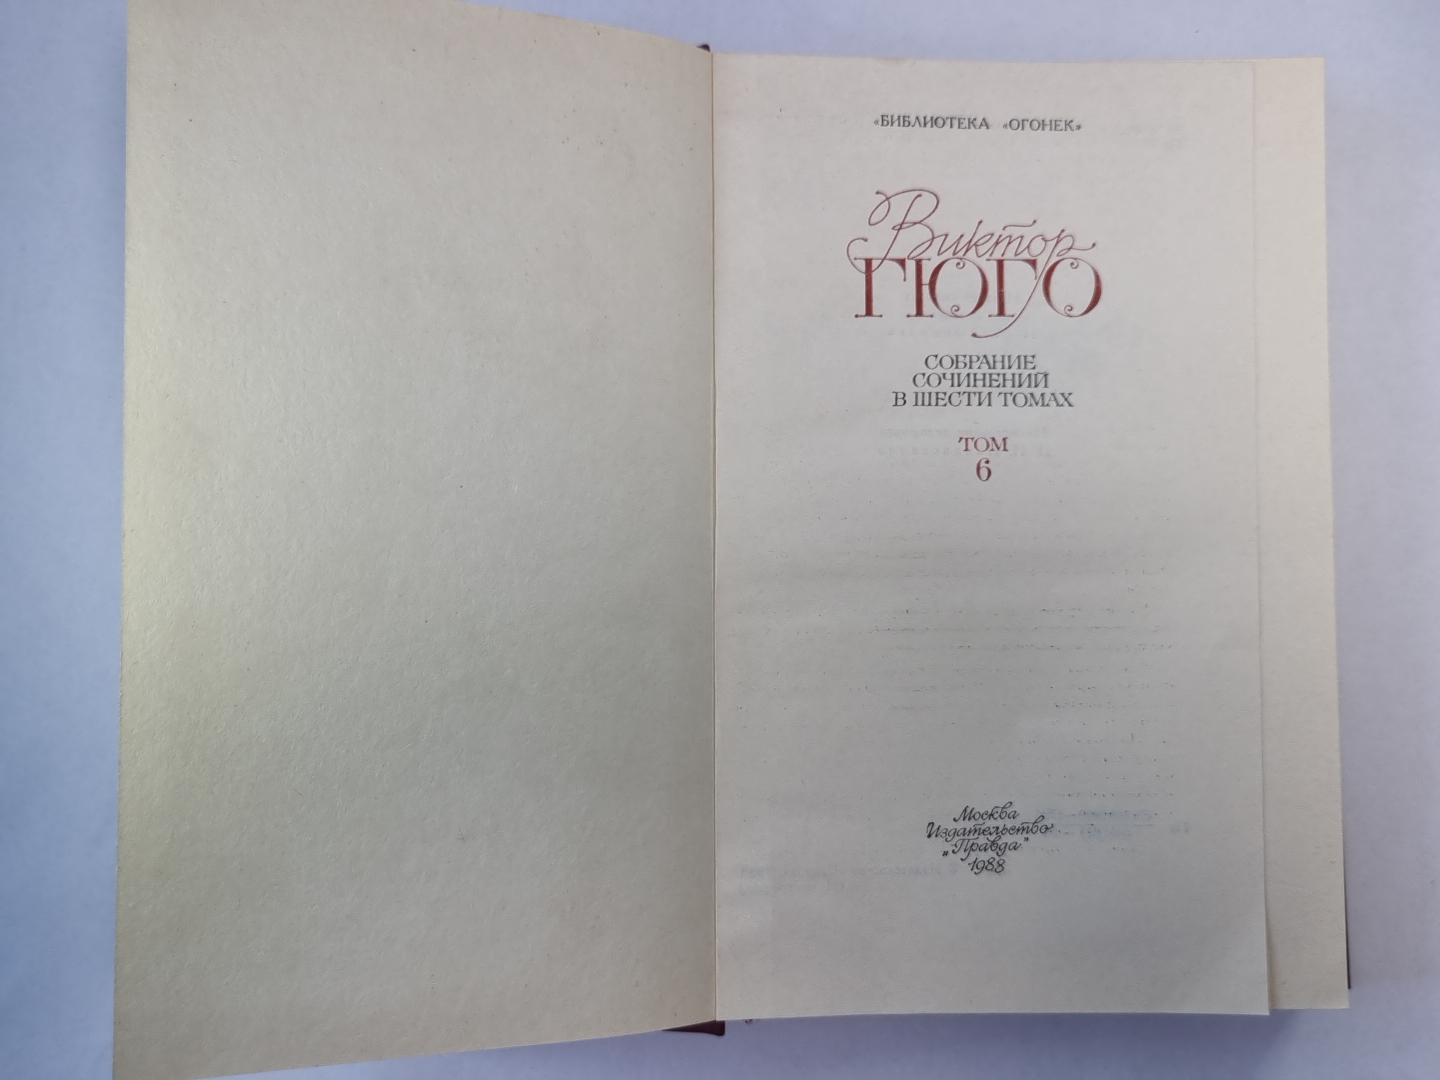 «БИБЛИОТЕКА «ОГОНЕК»
Виктор
ГЮГО
СОБРАНИЕ
СОЧИНЕНИЙ
В ШЕСТИ ТОМАХ
ТОМ
6
Москва
Издательство
„Правда"
1988